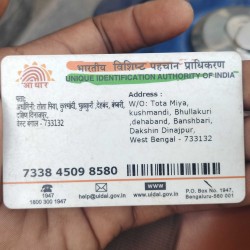 भारतीय विशिष्ट पहचान प्राधिकरण
UNIQUE IDENTIFICATION AUTHORITY OF INDIA
आधार
पता:
Address :
W/O: Tota Miya,
kushmandi, Bhullakuri
,dehaband, Banshbari,
Dakshin Dinajpur,
West Bengal - 733132
733132
7338 4509 8580
1947
1800 300 1947
help@uidai.gov.in
www
www.uidai.gov.in
P.O. Box No. 1947,
Bengaluru-560 001